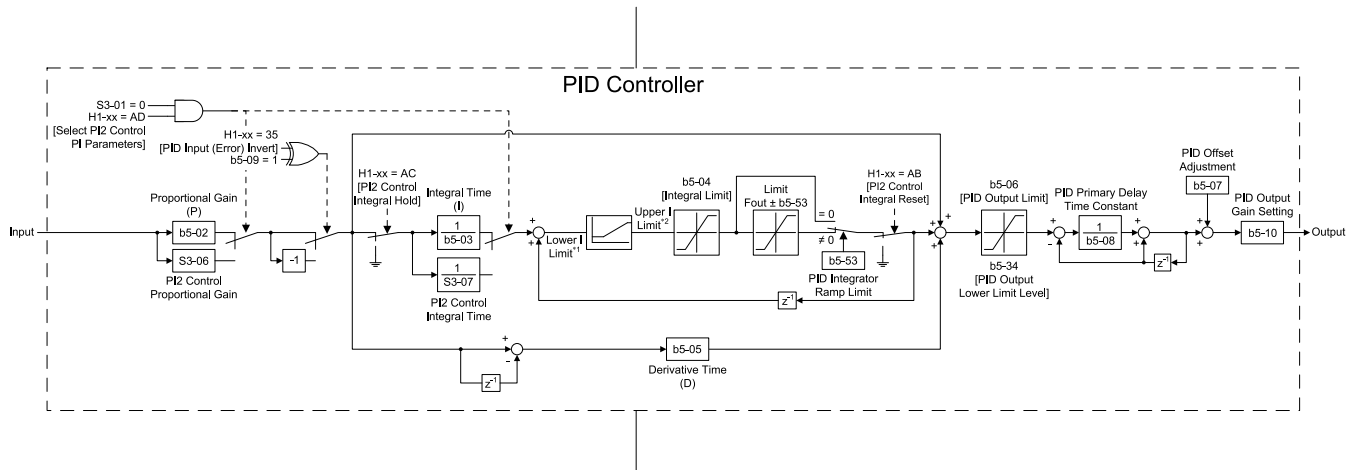 PID Controller
S3-01 = 0
H1-xx = AD
[Select PI2 Control
PI Parameters]
H1-xx = 35
[PID Input (Error) Invert]
b5-09 = 1
Proportional Gain
(P)
Input
b5-02
S3-06
PI2 Control
Proportional Gain
-1
H1-xx = AC
[PI2 Control
Integral Hold]
Integral Time
(I)
1
b5-03
1
S3-07
PI2 Control
Integral Time
+
+
Lower I
Limit*1
Upper I
Limit*2
b5-04
[Integral Limit]
Limit
Fout ± b5-53
= 0
≠ 0
b5-53
PID Integrator
Ramp Limit
H1-xx = AB
[PI2 Control
Integral Reset]
z-1
+
-
z-1
b5-05
Derivative Time
(D)
+
+
+
b5-06
[PID Output Limit]
b5-34
[PID Output
Lower Limit Level]
PID Primary Delay
Time Constant
+
-
1
b5-08
+
+
z-1
PID Offset
Adjustment
b5-07
+
+
PID Output
Gain Setting
b5-10
Output